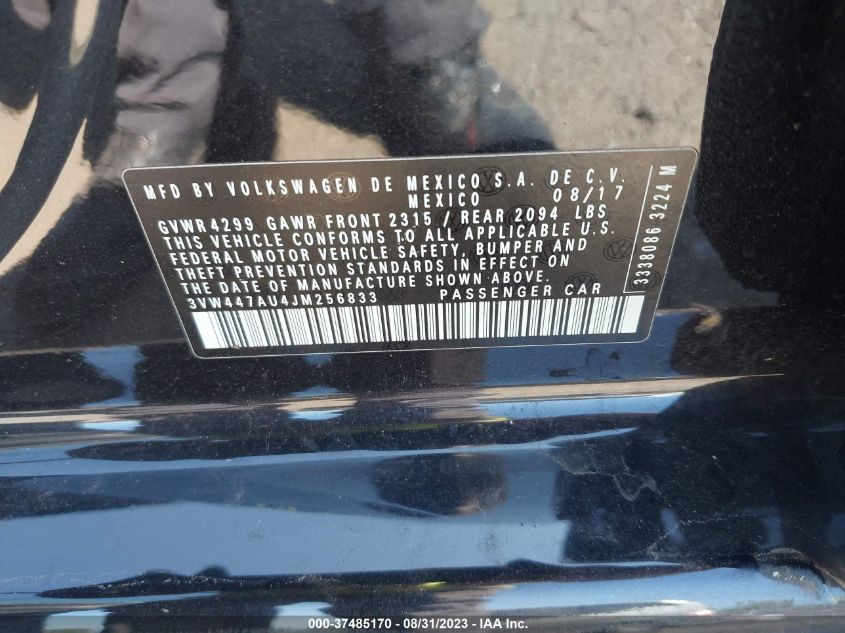 MFD BY VOLKSWAGEN DE MEXICO S.A. DE C.V.
MEXICO 08/17
GVWR 4299 GAWR FRONT 2315 / REAR 2094 LBS
THIS VEHICLE CONFORMS TO ALL APPLICABLE U.S.
FEDERAL MOTOR VEHICLE SAFETY, BUMPER AND
THEFT PREVENTION STANDARDS IN EFFECT ON
THE DATE OF MANUFACTURE SHOWN ABOVE.
3VW447AU4JM256833 PASSENGER CAR
3338086 3224 M
000-37485170 - 08/31/2023 - Copyright IAA, Inc.